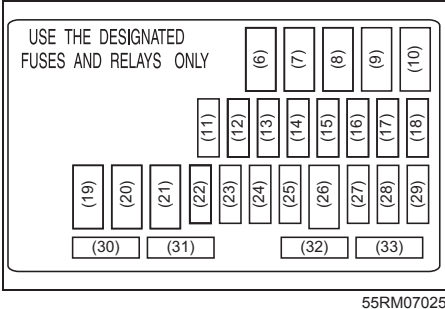 USE THE DESIGNATED
FUSES AND RELAYS ONLY
(6) (7) (8) (9) (10)
(11) (12) (13) (14) (15) (16) (17) (18)
(19) (20) (21) (22) (23) (24) (25) (26) (27) (28) (29)
(30) (31) (32) (33)
55RM07025